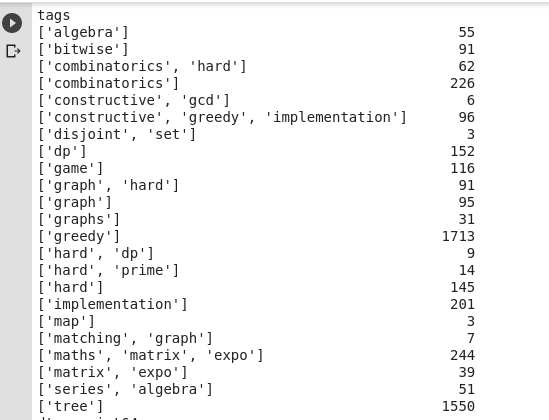 tags
['algebra'] 55
['bitwise'] 91
['combinatorics', 'hard'] 62
['combinatorics'] 226
['constructive', 'gcd'] 6
['constructive', 'greedy', 'implementation'] 96
['disjoint', 'set'] 3
['dp'] 152
['game'] 116
['graph', 'hard'] 91
['graph'] 95
['graphs'] 31
['greedy'] 1713
['hard', 'dp'] 9
['hard', 'prime'] 14
['hard'] 145
['implementation'] 201
['map'] 3
['matching', 'graph'] 7
['maths', 'matrix', 'expo'] 244
['matrix', 'expo'] 39
['series', 'algebra'] 51
['tree'] 1550